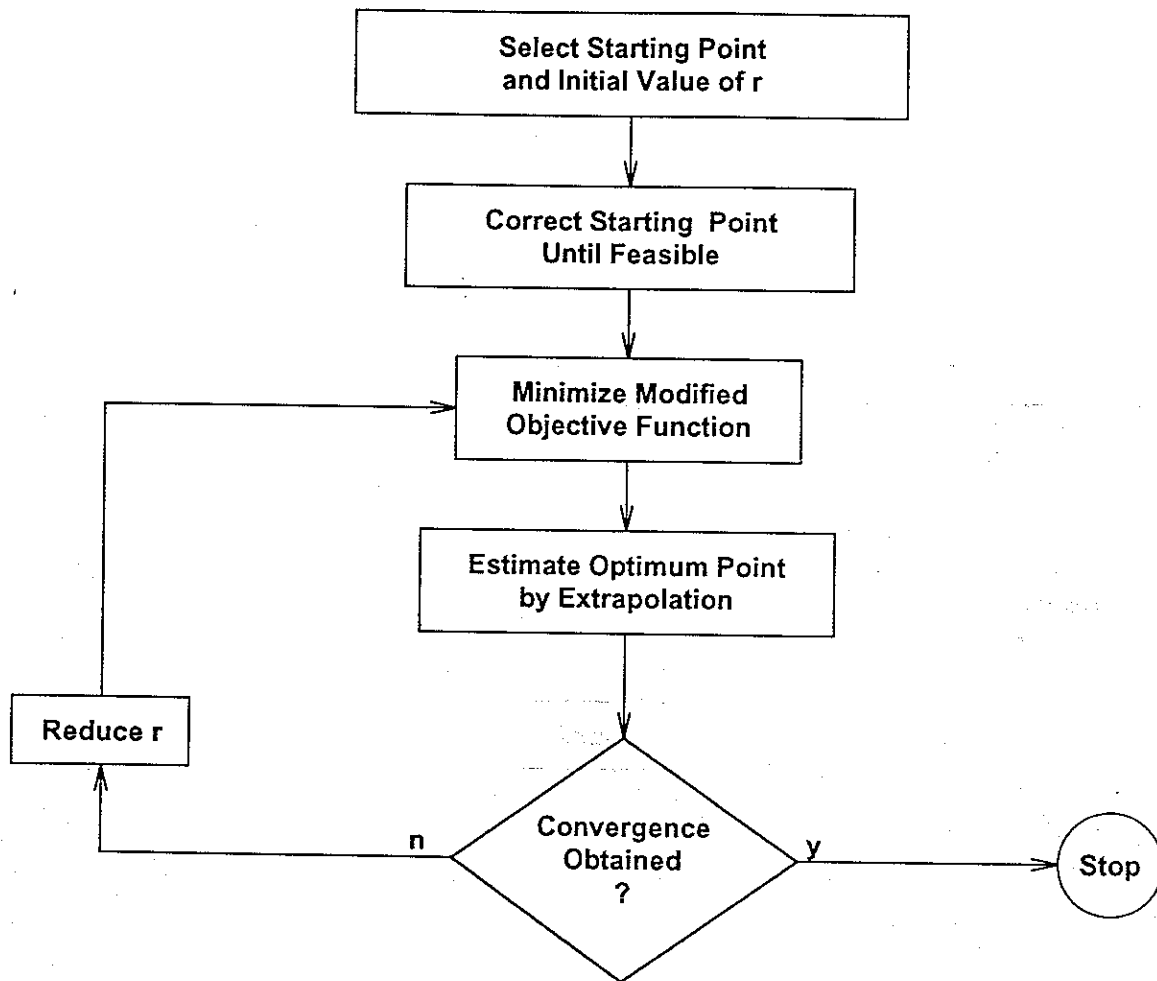 Select Starting Point
and Initial Value of r
Correct Starting Point
Until Feasible
Minimize Modified
Objective Function
Estimate Optimum Point
by Extrapolation
Reduce r
n
Convergence
Obtained
?
y
Stop